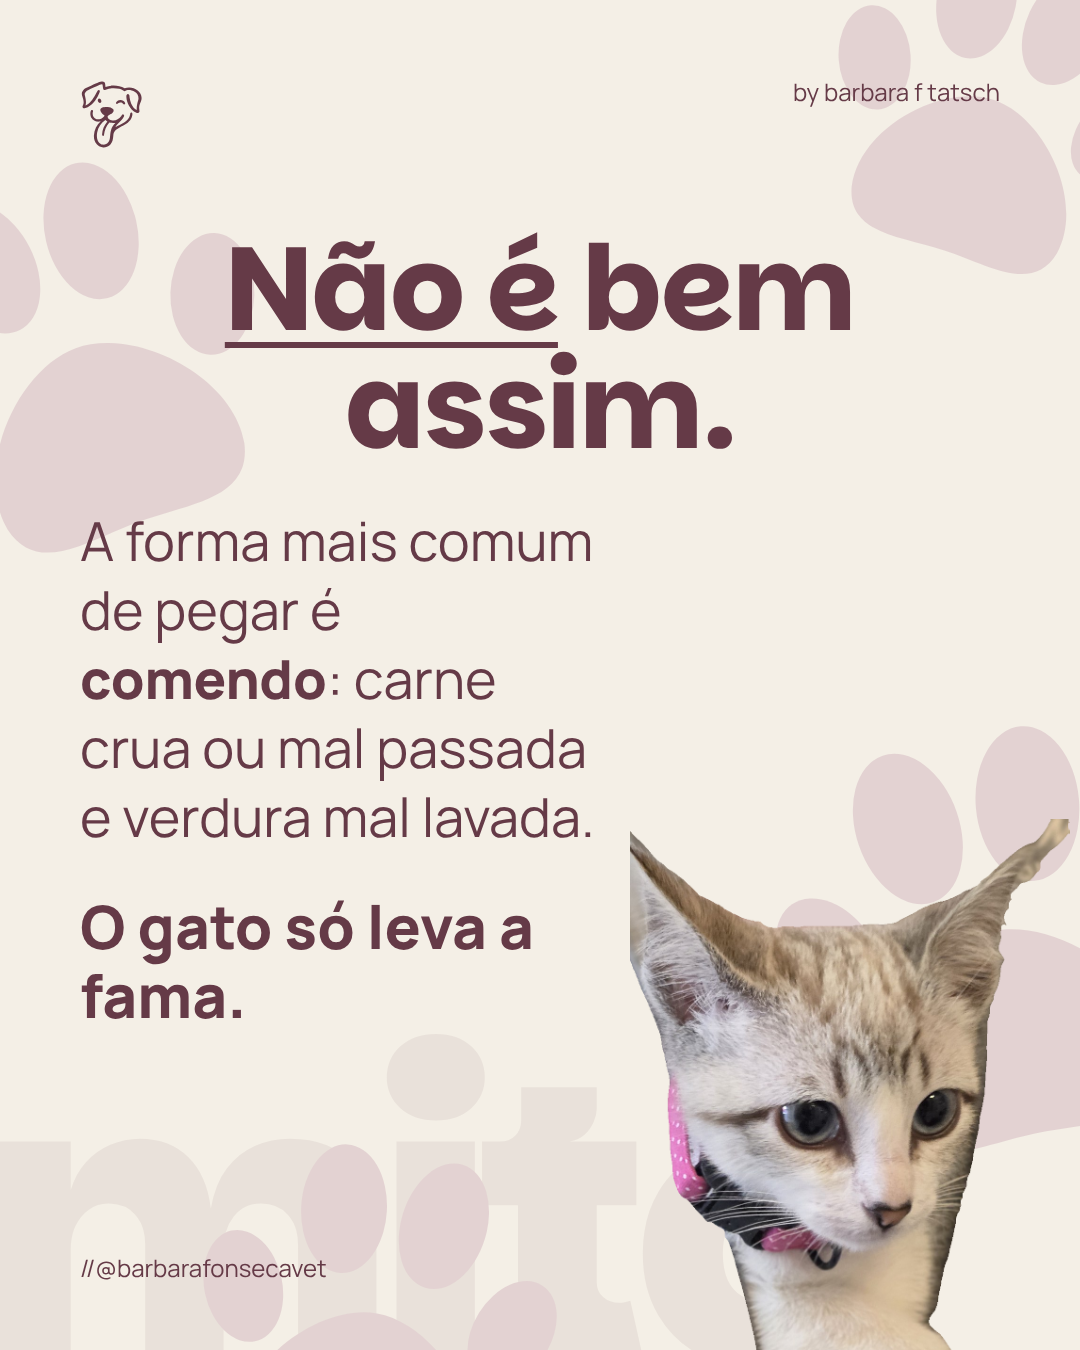 by barbara f tatsch
Não é bem
assim.
A forma mais comum
de pegar é
comendo: carne
crua ou mal passada
e verdura mal lavada.
O gato só leva a
fama.
mito
//@barbarafonsecavet